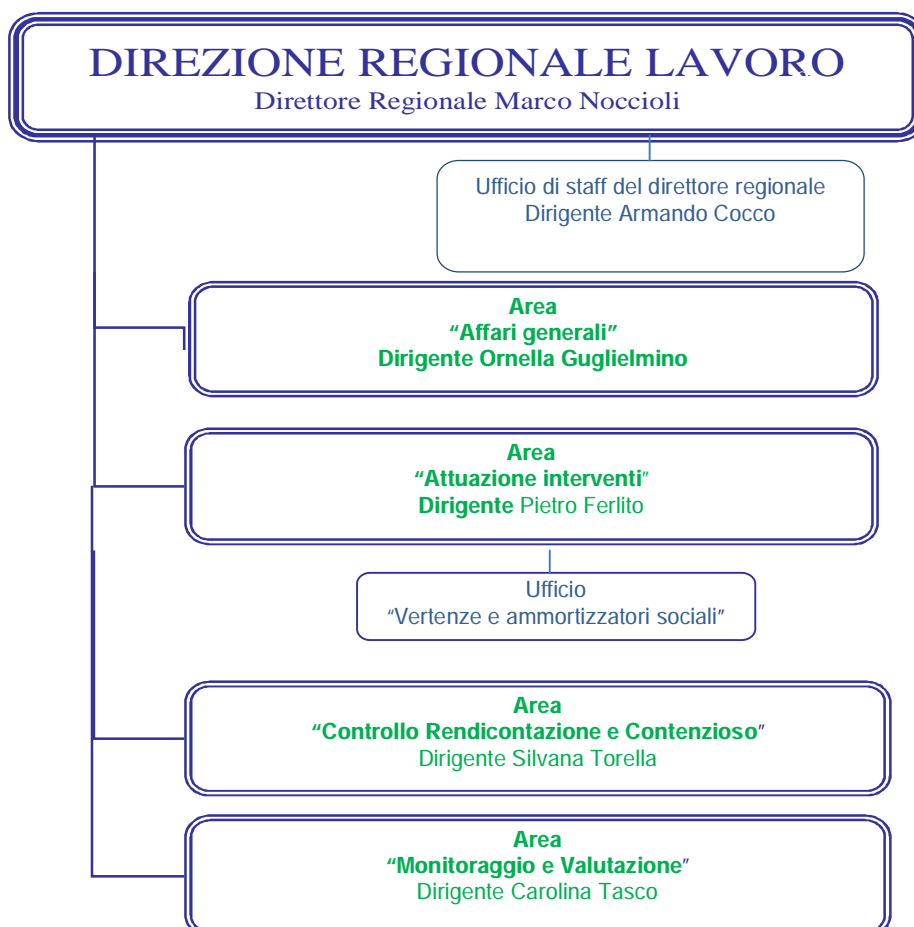 DIREZIONE REGIONALE LAVORO
Direttore Regionale Marco Noccioli
Ufficio di staff del direttore regionale
Dirigente Armando Cocco
Area
“Affari generali”
Dirigente Ornella Guglielmino
Area
“Attuazione interventi”
Dirigente Pietro Ferlito
Ufficio
“Vertenze e ammortizzatori sociali”
Area
“Controllo Rendicontazione e Contenzioso”
Dirigente Silvana Torella
Area
“Monitoraggio e Valutazione”
Dirigente Carolina Tasco